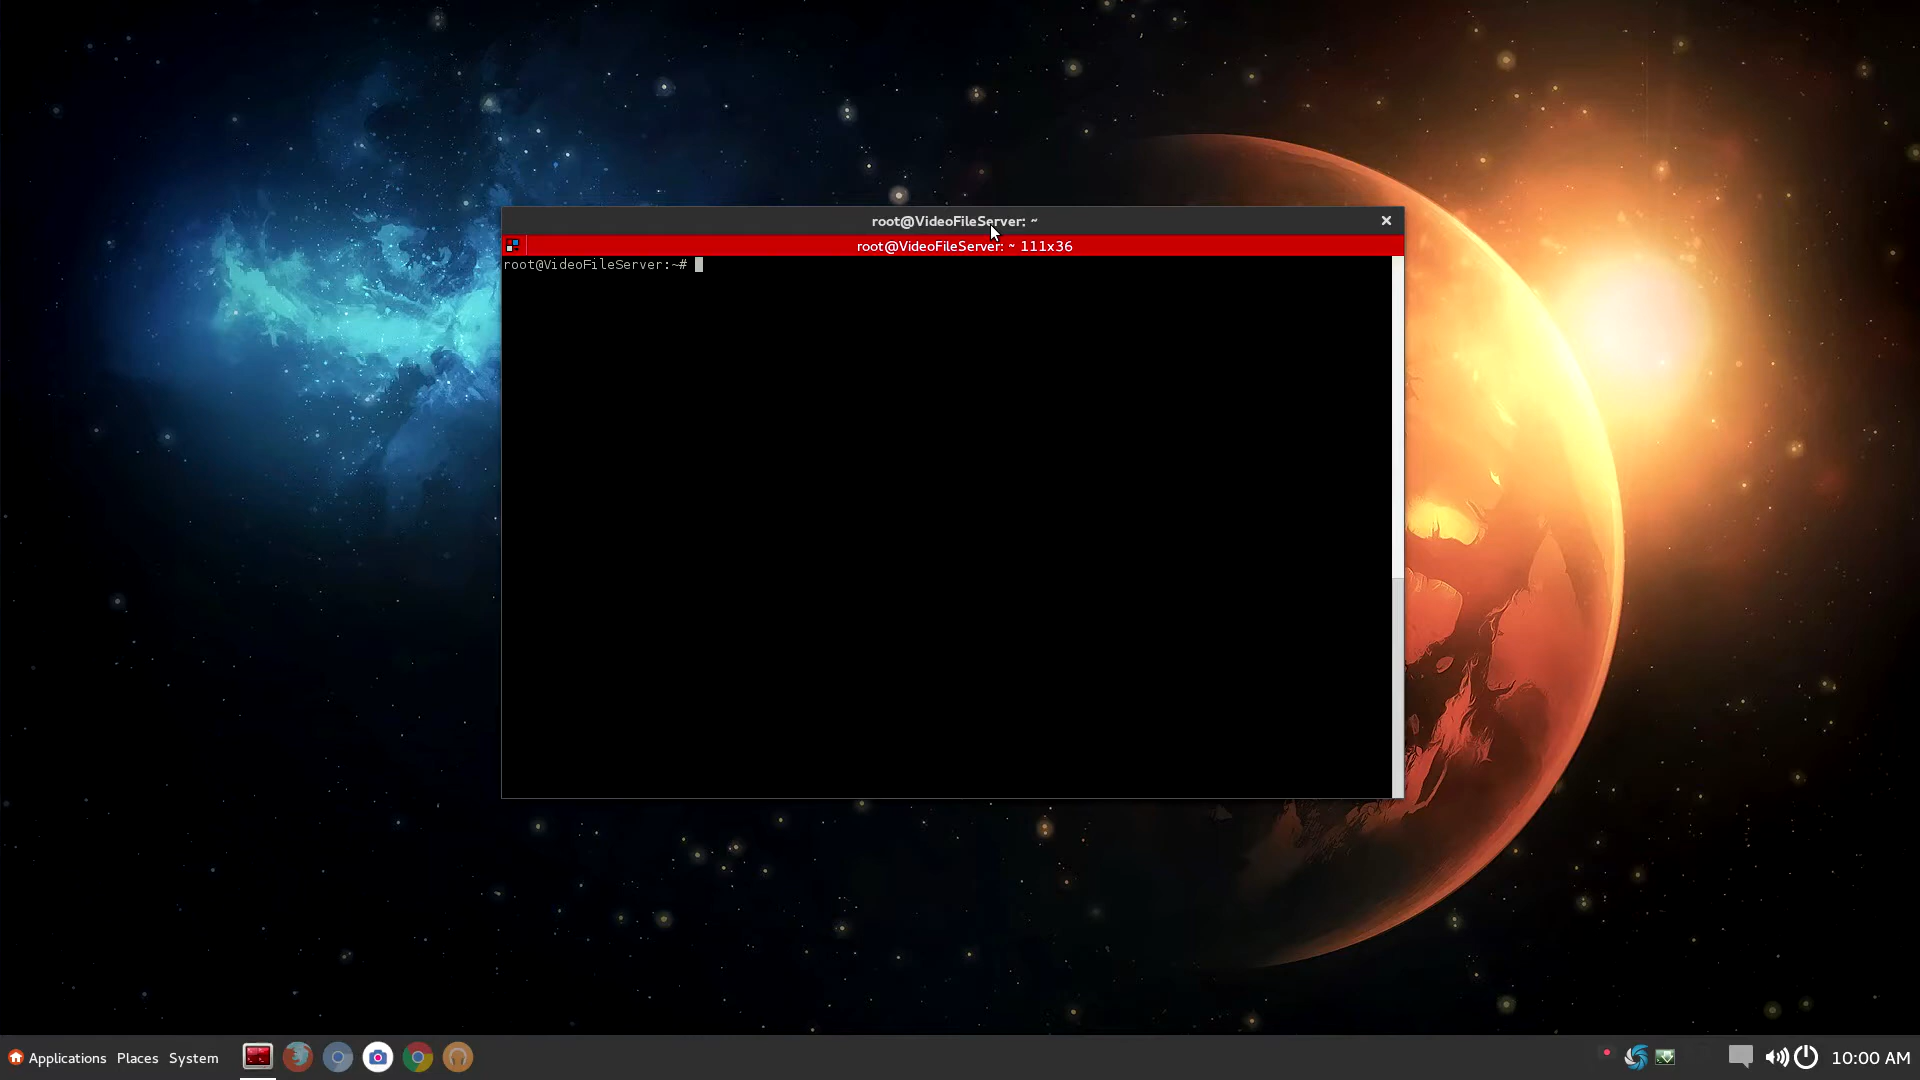 root@VideoFileServer: ~
root@VideoFileServer: ~ 111x36
root@VideoFileServer:~#
Applications Places System 10:00 AM